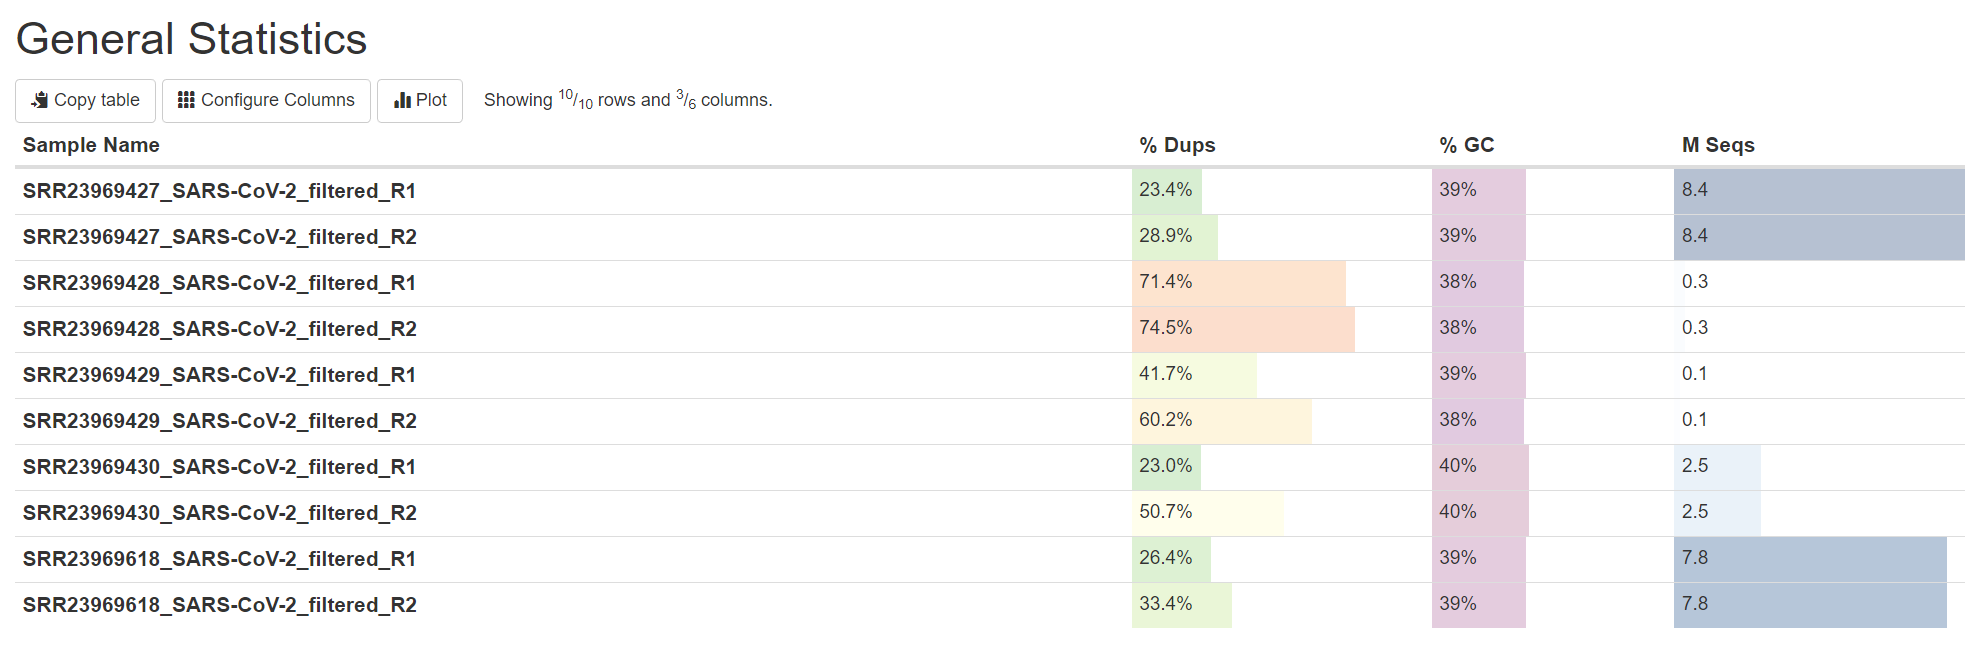 General Statistics
Copy table Configure Columns Plot Showing 10/10 rows and 3/6 columns.
Sample Name % Dups % GC M Seqs
SRR23969427_SARS-CoV-2_filtered_R1 23.4% 39% 8.4
SRR23969427_SARS-CoV-2_filtered_R2 28.9% 39% 8.4
SRR23969428_SARS-CoV-2_filtered_R1 71.4% 38% 0.3
SRR23969428_SARS-CoV-2_filtered_R2 74.5% 38% 0.3
SRR23969429_SARS-CoV-2_filtered_R1 41.7% 39% 0.1
SRR23969429_SARS-CoV-2_filtered_R2 60.2% 38% 0.1
SRR23969430_SARS-CoV-2_filtered_R1 23.0% 40% 2.5
SRR23969430_SARS-CoV-2_filtered_R2 50.7% 40% 2.5
SRR23969618_SARS-CoV-2_filtered_R1 26.4% 39% 7.8
SRR23969618_SARS-CoV-2_filtered_R2 33.4% 39% 7.8